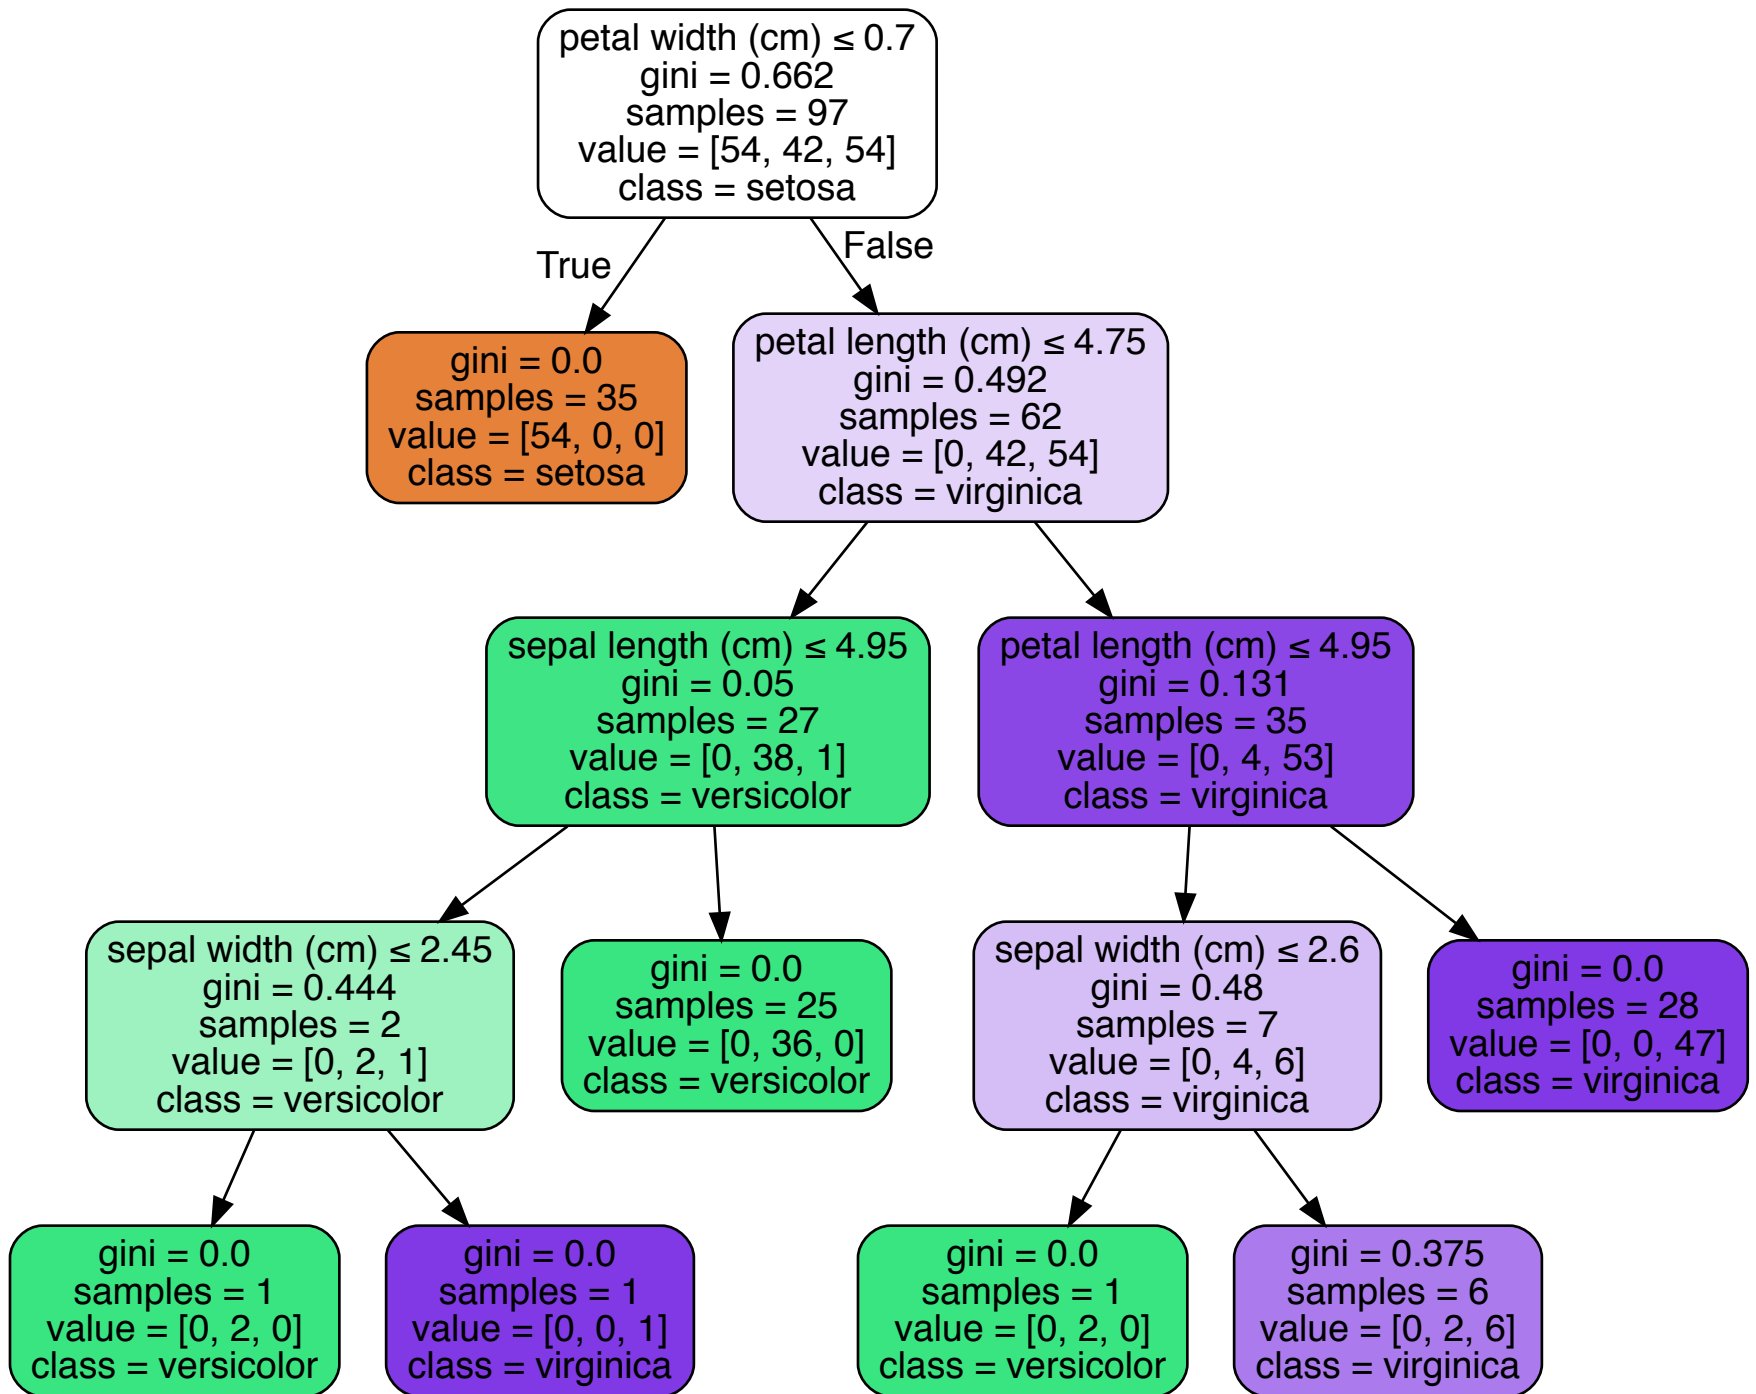 petal width (cm) ≤ 0.7
gini = 0.662
samples = 97
value = [54, 42, 54]
class = setosa
True
False
gini = 0.0
samples = 35
value = [54, 0, 0]
class = setosa
petal length (cm) ≤ 4.75
gini = 0.492
samples = 62
value = [0, 42, 54]
class = virginica
sepal length (cm) ≤ 4.95
gini = 0.05
samples = 27
value = [0, 38, 1]
class = versicolor
petal length (cm) ≤ 4.95
gini = 0.131
samples = 35
value = [0, 4, 53]
class = virginica
sepal width (cm) ≤ 2.45
gini = 0.444
samples = 2
value = [0, 2, 1]
class = versicolor
gini = 0.0
samples = 25
value = [0, 36, 0]
class = versicolor
sepal width (cm) ≤ 2.6
gini = 0.48
samples = 7
value = [0, 4, 6]
class = virginica
gini = 0.0
samples = 28
value = [0, 0, 47]
class = virginica
gini = 0.0
samples = 1
value = [0, 2, 0]
class = versicolor
gini = 0.0
samples = 1
value = [0, 0, 1]
class = virginica
gini = 0.0
samples = 1
value = [0, 2, 0]
class = versicolor
gini = 0.375
samples = 6
value = [0, 2, 6]
class = virginica